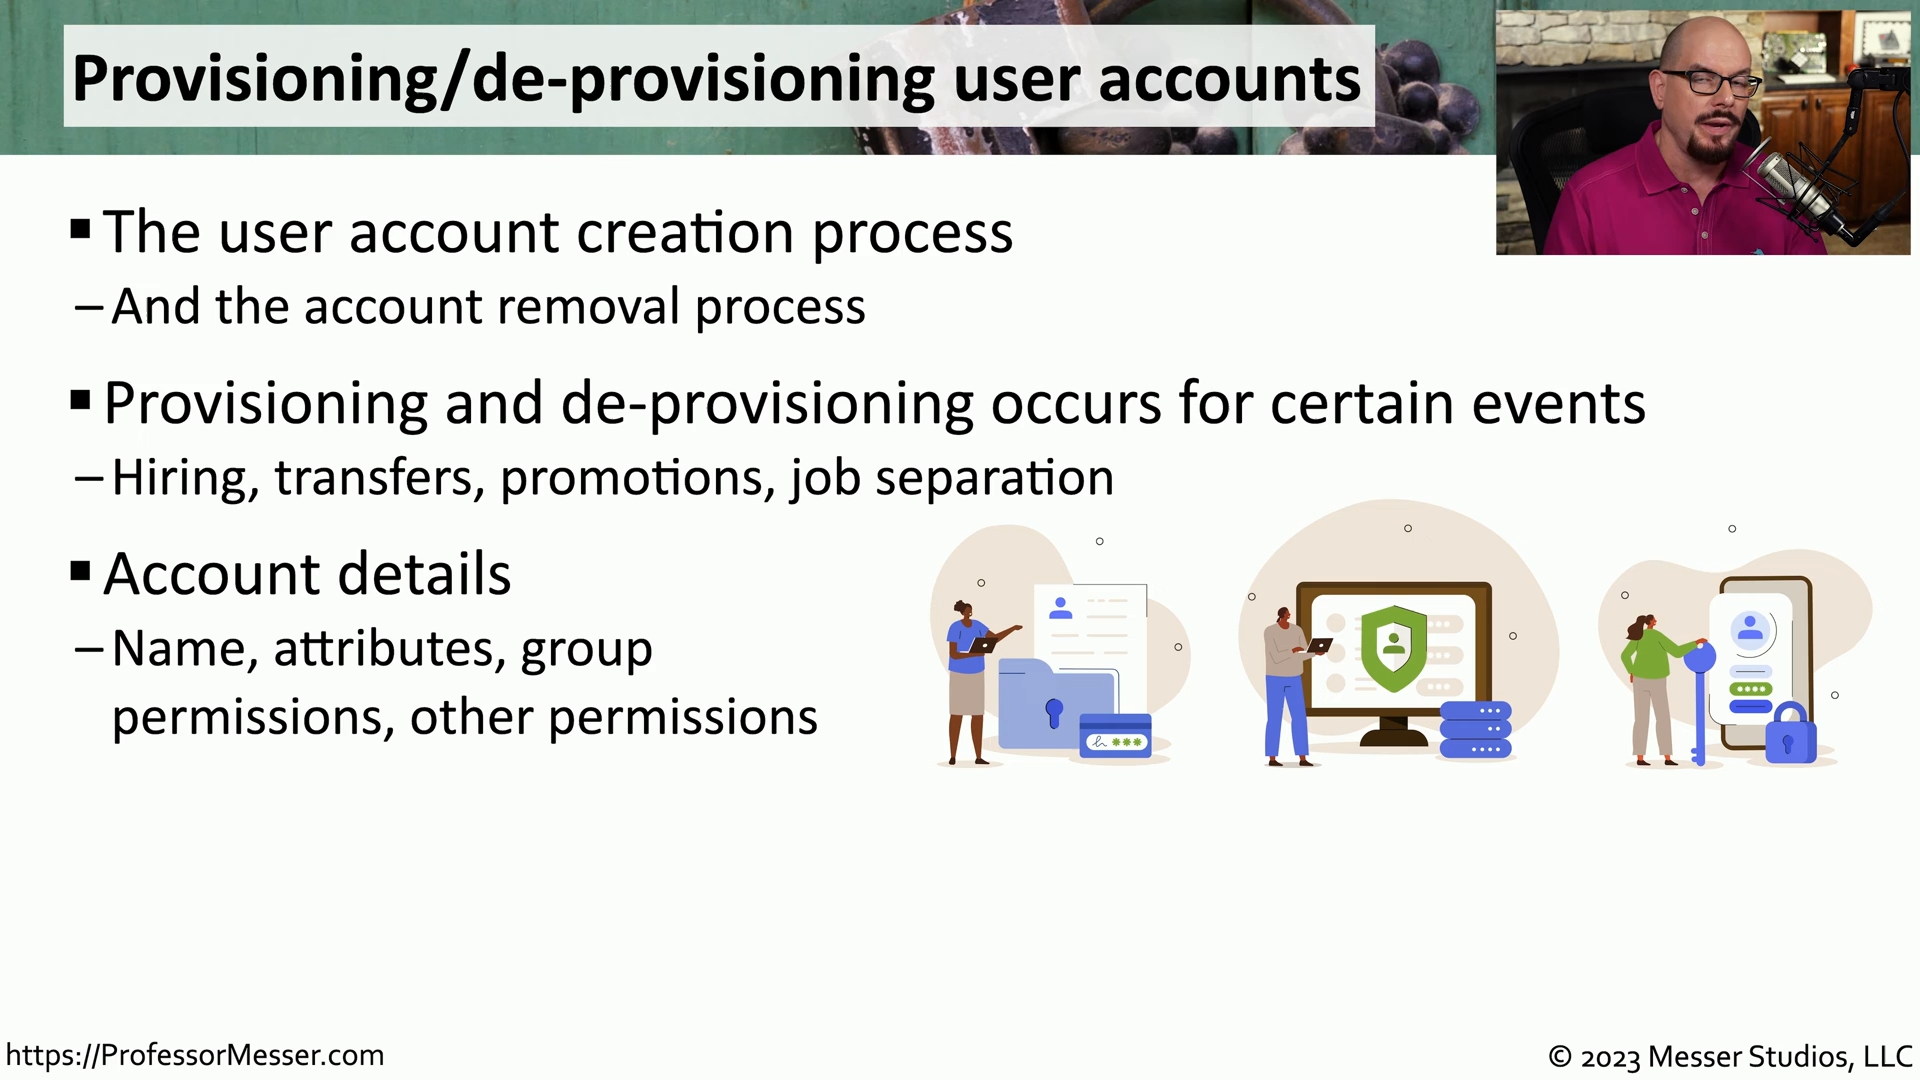 Provisioning/de-provisioning user accounts
▪ The user account creation process
– And the account removal process
▪ Provisioning and de-provisioning occurs for certain events
– Hiring, transfers, promotions, job separation
▪ Account details
– Name, attributes, group
permissions, other permissions
https://ProfessorMesser.com
© 2023 Messer Studios, LLC